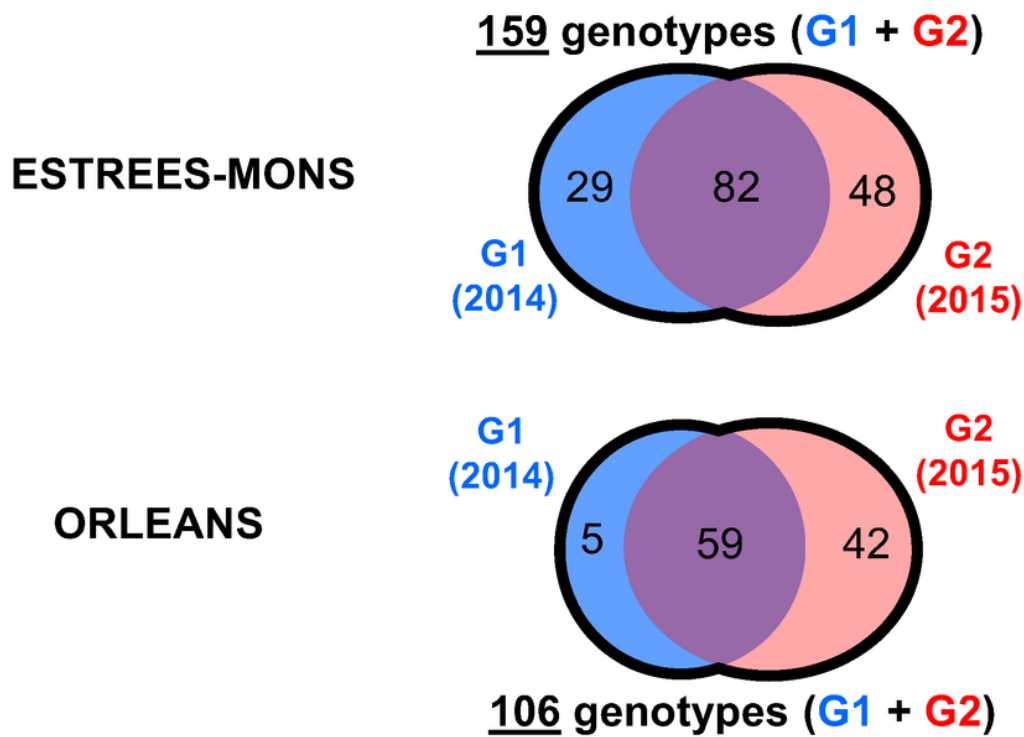 159 genotypes (G1 + G2)
ESTREES-MONS
29 82 48
G1
(2014)
G2
(2015)
G1
(2014)
G2
(2015)
ORLEANS
5 59 42
106 genotypes (G1 + G2)